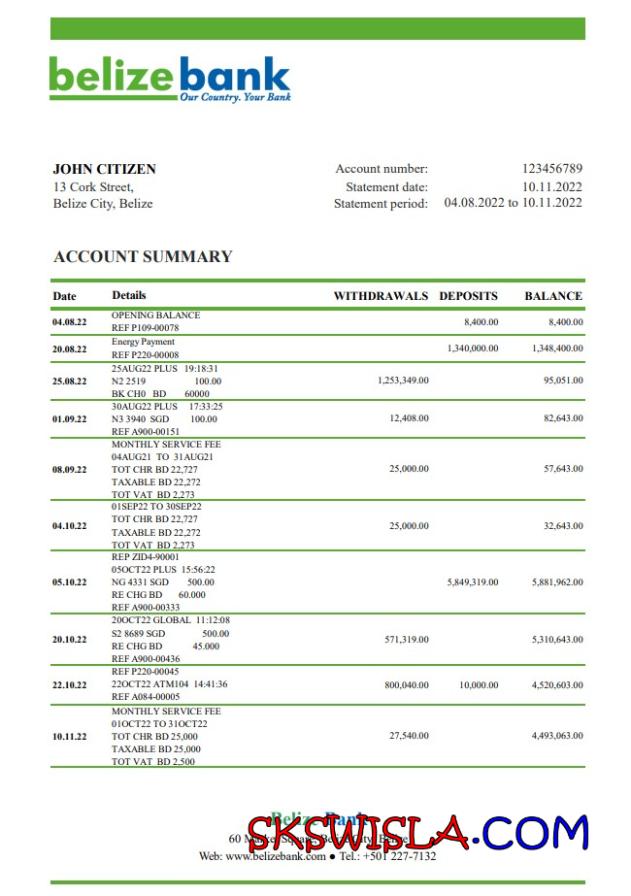 belizebank
Our Country. Your Bank
JOHN CITIZEN
13 Cork Street,
Belize City, Belize
Account number: 123456789
Statement date: 10.11.2022
Statement period: 04.08.2022 to 10.11.2022
ACCOUNT SUMMARY
Date Details WITHDRAWALS DEPOSITS BALANCE
OPENING BALANCE
04.08.22 8,400.00 8,400.00
REF P109-00078
Energy Payment
20.08.22 1,340,000.00 1,348,400.00
REF P220-00008
25AUG22 PLUS 19:18:31
25.08.22 N2 2519 100.00 1,253,349.00 95,051.00
BK CH0 BD 60000
30AUG22 PLUS 17:33:25
01.09.22 N3 3940 SGD 100.00 12,408.00 82,643.00
REF A900-00151
MONTHLY SERVICE FEE
04AUG21 TO 31AUG21
08.09.22 TOT CHR BD 22,727 25,000.00 57,643.00
TAXABLE BD 22,272
TOT VAT BD 2,273
01SEP22 TO 30SEP22
TOT CHR BD 22,727
04.10.22 25,000.00 32,643.00
TAXABLE BD 22,272
TOT VAT BD 2,273
REP ZID4-90001
05OCT22 PLUS 15:56:22
05.10.22 NG 4331 SGD 500.00 5,849,319.00 5,881,962.00
RE CHG BD 60.000
REF A900-00333
20OCT22 GLOBAL 11:12:08
S2 8689 SGD 500.00
20.10.22 571,319.00 5,310,643.00
RE CHG BD 45.000
REF A900-00436
REF P220-00045
22.10.22 22OCT22 ATM104 14:41:36 800,040.00 10,000.00 4,520,603.00
REF A084-00005
MONTHLY SERVICE FEE
01OCT22 TO 31OCT22
10.11.22 TOT CHR BD 25,000 27,540.00 4,493,063.00
TAXABLE BD 25,000
TOT VAT BD 2,500
Belize Bank
SKSWISLA.COM
60 Market Square, Belize City, Belize
Web: www.belizebank.com ● Tel.: +501 227-7132